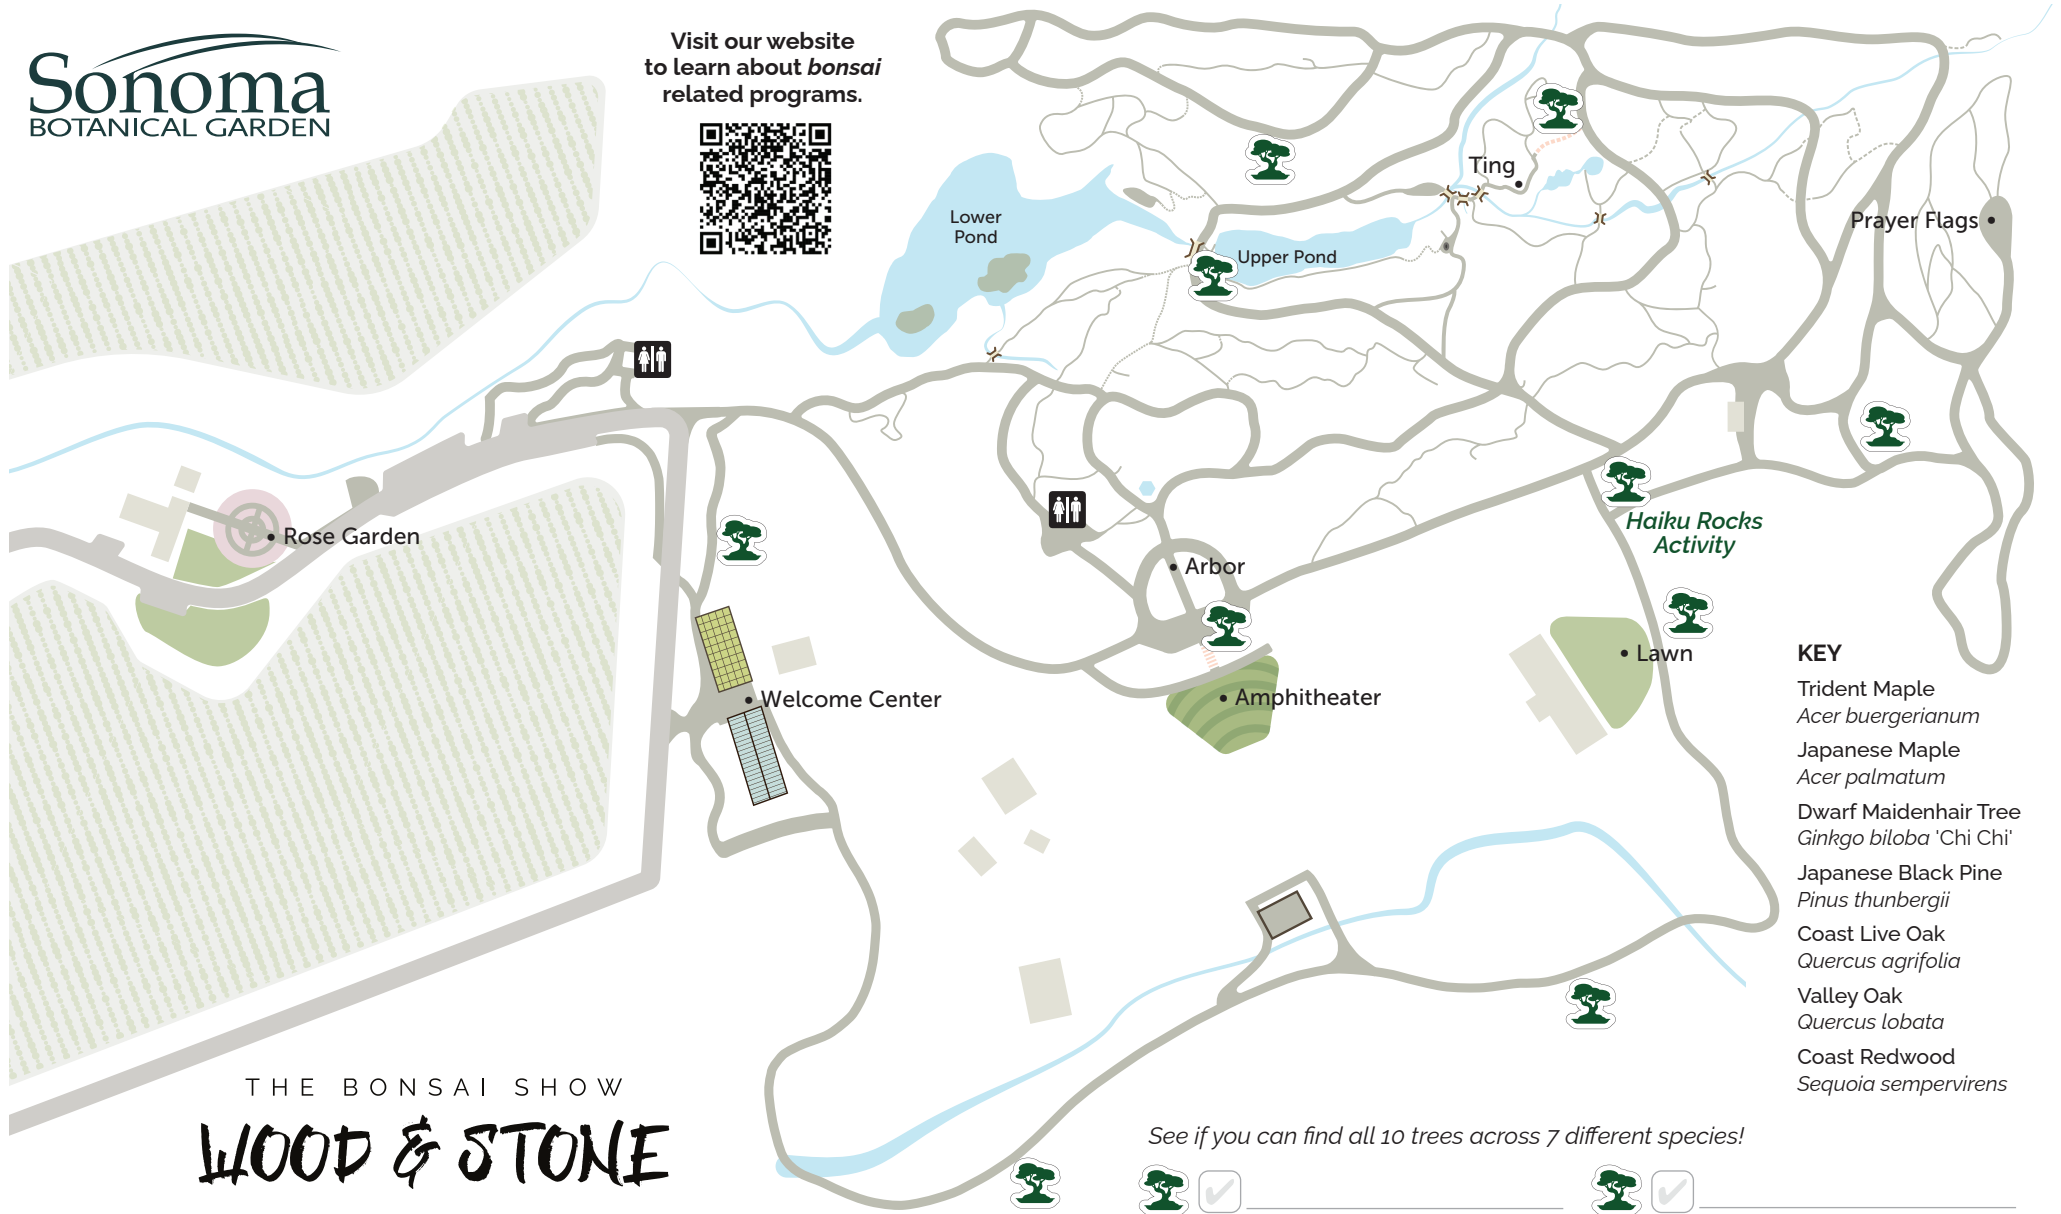 Sonoma
BOTANICAL GARDEN
Visit our website
to learn about bonsai
related programs.
Lower
Pond
Upper Pond
Ting
Prayer Flags
Rose Garden
Haiku Rocks
Activity
Arbor
Lawn
Welcome Center
Amphitheater
KEY
Trident Maple
Acer buergerianum
Japanese Maple
Acer palmatum
Dwarf Maidenhair Tree
Ginkgo biloba 'Chi Chi'
Japanese Black Pine
Pinus thunbergii
Coast Live Oak
Quercus agrifolia
Valley Oak
Quercus lobata
Coast Redwood
Sequoia sempervirens
THE BONSAI SHOW
WOOD & STONE
See if you can find all 10 trees across 7 different species!